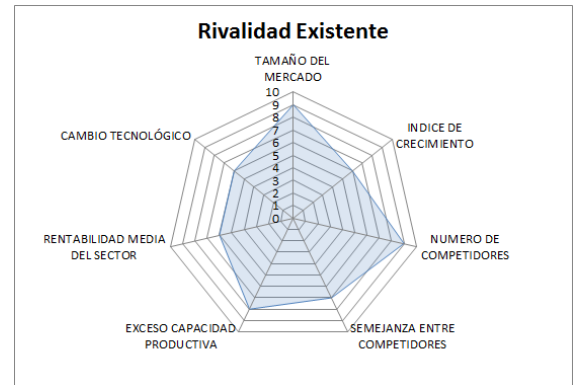 Rivalidad Existente
TAMAÑO DEL
MERCADO
10
9
8
7
6
5
4
3
2
1
0
INDICE DE
CRECIMIENTO
NUMERO DE
COMPETIDORES
SEMEJANZA ENTRE
COMPETIDORES
EXCESO CAPACIDAD
PRODUCTIVA
RENTABILIDAD MEDIA
DEL SECTOR
CAMBIO TECNOLÓGICO